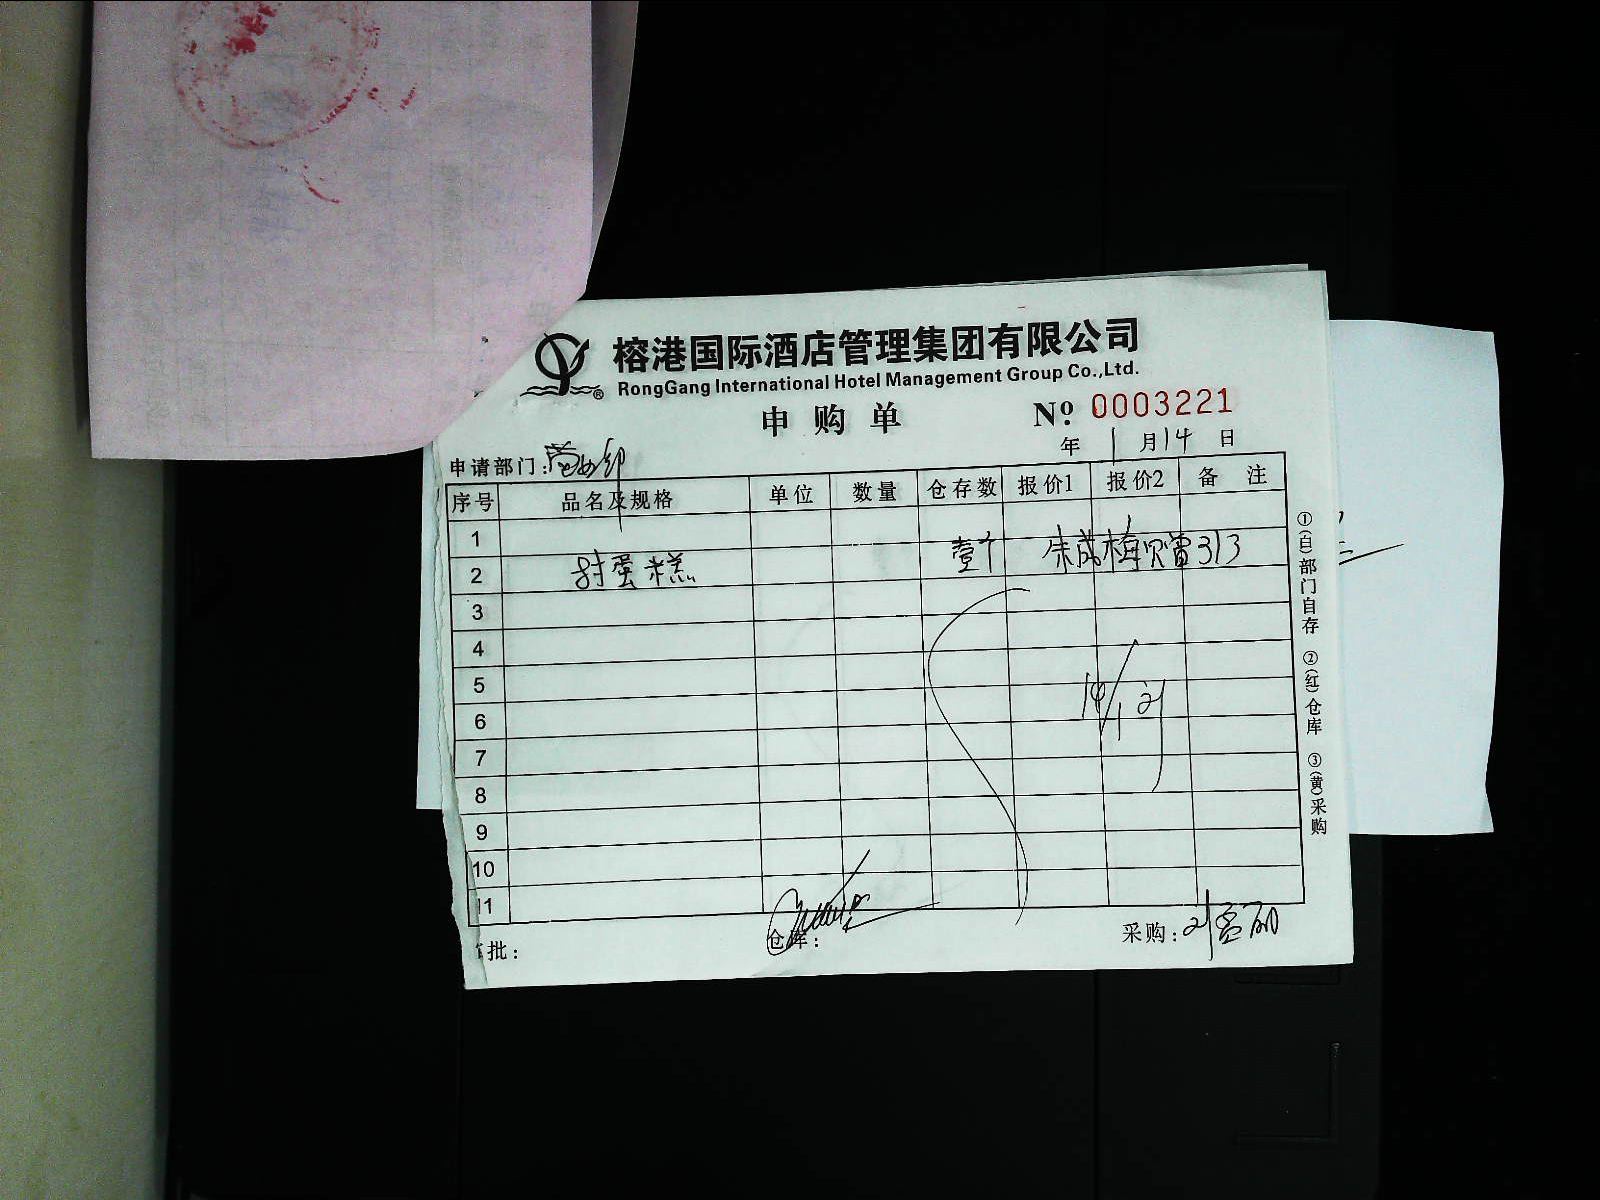 榕港国际酒店管理集团有限公司
RongGang International Hotel Management Group Co.,Ltd.
申购单 Nº 0003221
年 1 月 14 日
申请部门:
序号 品名及规格 单位 数量 仓存数 报价1 报价2 备 注
1
2 蛋糕 壹个 313
3
4
5
6
7
8
9
10
11
批: 仓库: 采购:
①(白)部门自存 ②(红)仓库 ③(黄)采购